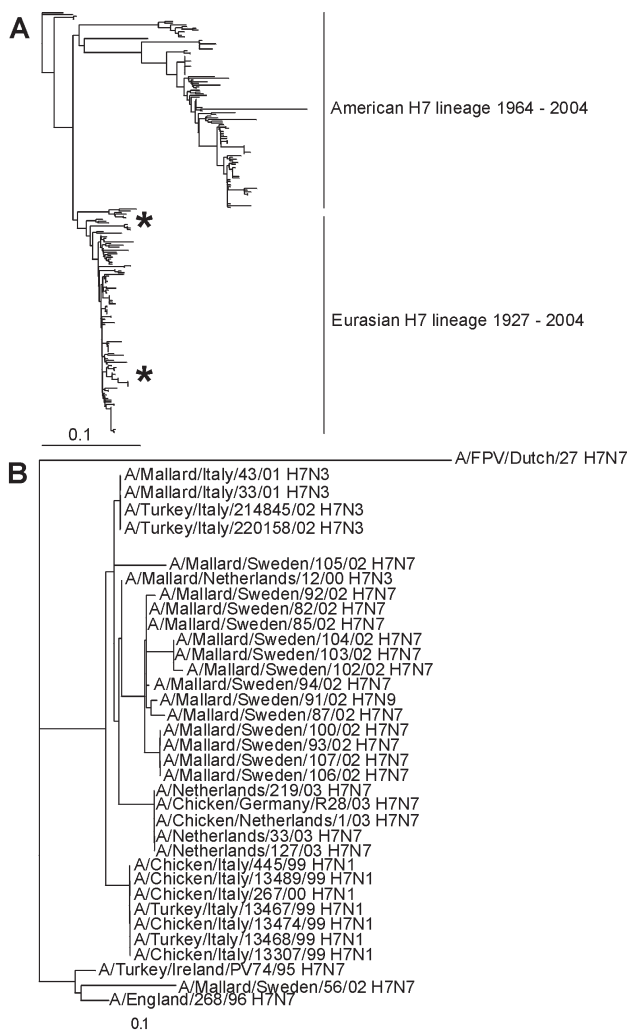 A
*
American H7 lineage 1964 - 2004
*
Eurasian H7 lineage 1927 - 2004
0.1
B
A/FPV/Dutch/27 H7N7
A/Mallard/Italy/43/01 H7N3
A/Mallard/Italy/33/01 H7N3
A/Turkey/Italy/214845/02 H7N3
A/Turkey/Italy/220158/02 H7N3
A/Mallard/Sweden/105/02 H7N7
A/Mallard/Netherlands/12/00 H7N3
A/Mallard/Sweden/92/02 H7N7
A/Mallard/Sweden/82/02 H7N7
A/Mallard/Sweden/85/02 H7N7
A/Mallard/Sweden/104/02 H7N7
A/Mallard/Sweden/103/02 H7N7
A/Mallard/Sweden/102/02 H7N7
A/Mallard/Sweden/94/02 H7N7
A/Mallard/Sweden/91/02 H7N9
A/Mallard/Sweden/87/02 H7N7
A/Mallard/Sweden/100/02 H7N7
A/Mallard/Sweden/93/02 H7N7
A/Mallard/Sweden/107/02 H7N7
A/Mallard/Sweden/106/02 H7N7
A/Netherlands/219/03 H7N7
A/Chicken/Germany/R28/03 H7N7
A/Chicken/Netherlands/1/03 H7N7
A/Netherlands/33/03 H7N7
A/Netherlands/127/03 H7N7
A/Chicken/Italy/445/99 H7N1
A/Chicken/Italy/13489/99 H7N1
A/Chicken/Italy/267/00 H7N1
A/Turkey/Italy/13467/99 H7N1
A/Chicken/Italy/13474/99 H7N1
A/Turkey/Italy/13468/99 H7N1
A/Chicken/Italy/13307/99 H7N1
A/Turkey/Ireland/PV74/95 H7N7
A/Mallard/Sweden/56/02 H7N7
A/England/268/96 H7N7
0.1